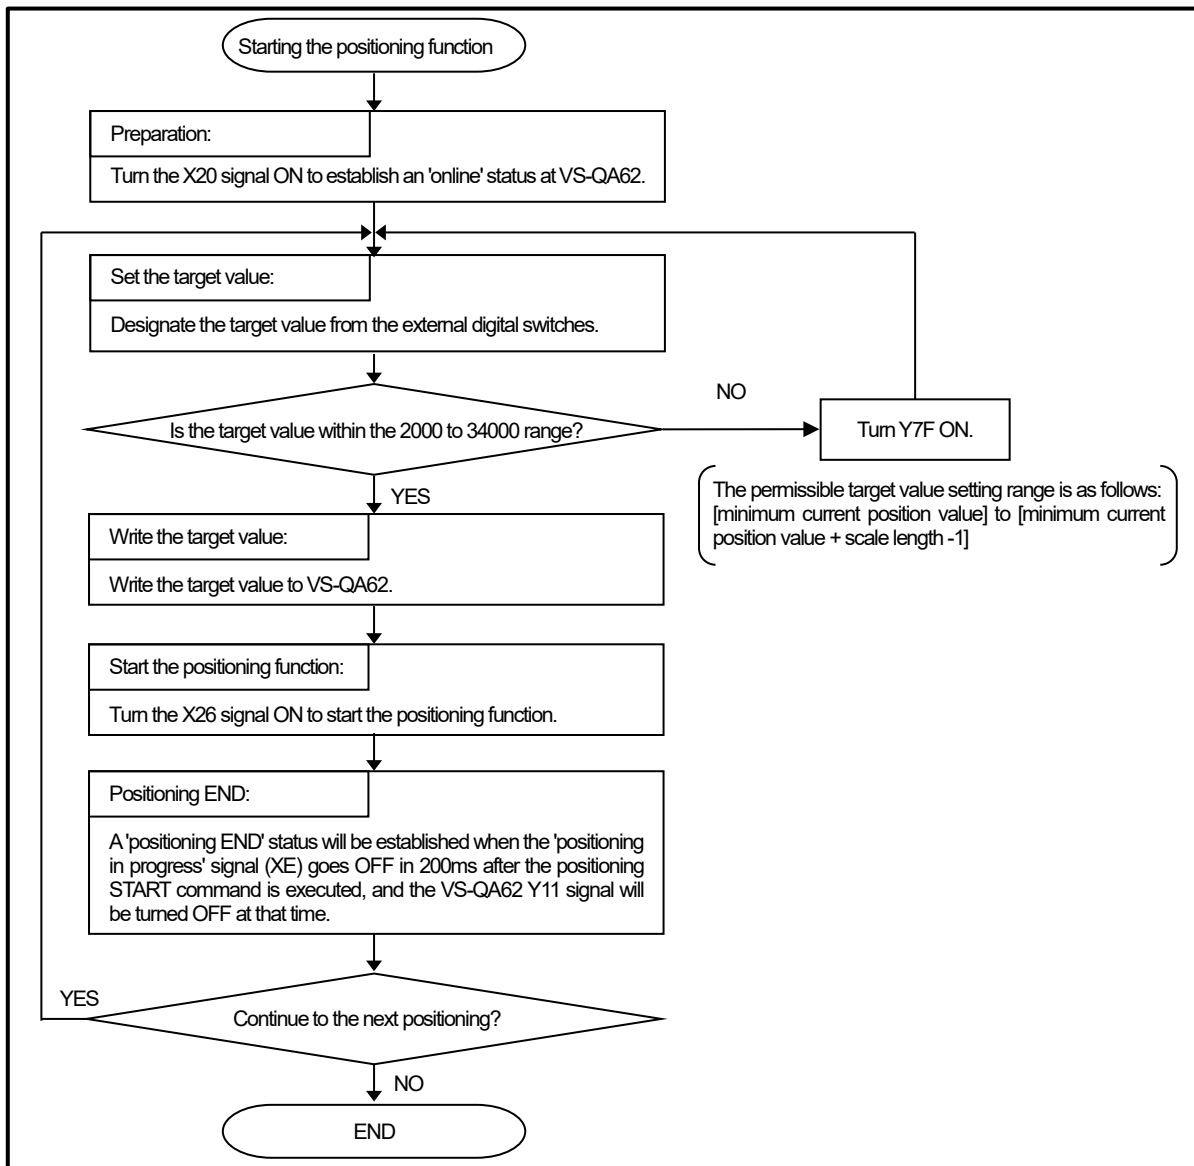 Starting the positioning function
Preparation:
Turn the X20 signal ON to establish an 'online' status at VS-QA62.
Set the target value:
Designate the target value from the external digital switches.
NO
Is the target value within the 2000 to 34000 range?
Turn Y7F ON.
The permissible target value setting range is as follows:
[minimum current position value] to [minimum current
position value + scale length -1]
YES
Write the target value:
Write the target value to VS-QA62.
Start the positioning function:
Turn the X26 signal ON to start the positioning function.
Positioning END:
A 'positioning END' status will be established when the 'positioning
in progress' signal (XE) goes OFF in 200ms after the positioning
START command is executed, and the VS-QA62 Y11 signal will
be turned OFF at that time.
YES
Continue to the next positioning?
NO
END